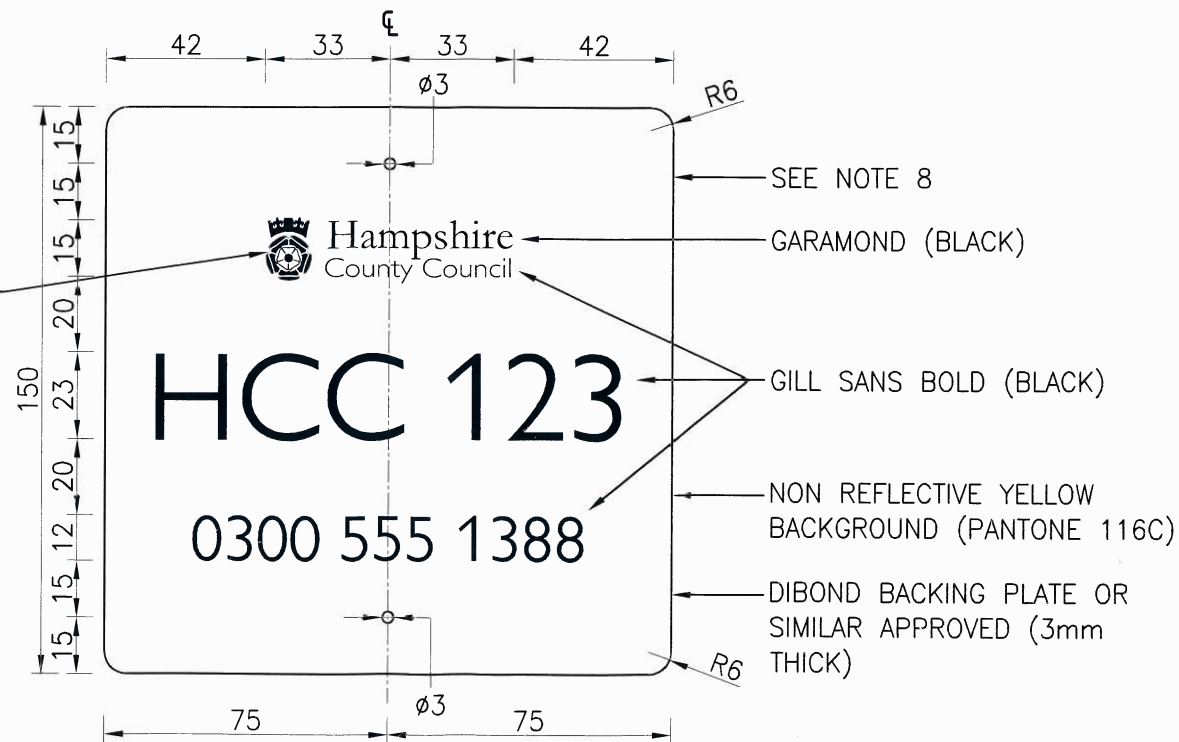 ℄
42 33 33 42
ø3
R6
15
15
15
20
23
20
12
15
15
150
SEE NOTE 8
Hampshire
County Council
GARAMOND (BLACK)
HCC 123
GILL SANS BOLD (BLACK)
0300 555 1388
NON REFLECTIVE YELLOW
BACKGROUND (PANTONE 116C)
DIBOND BACKING PLATE OR
SIMILAR APPROVED (3mm
THICK)
R6
ø3
75 75